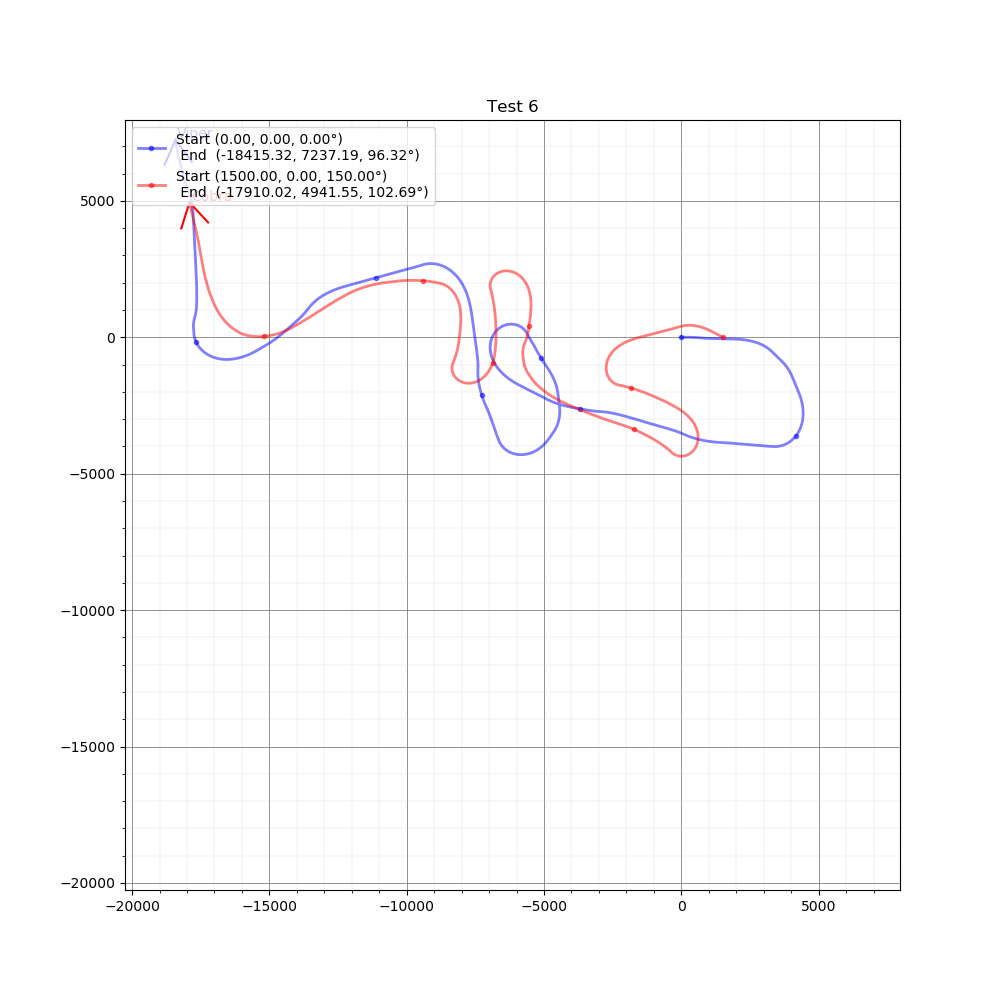 Test 6
Viper
Start (0.00, 0.00, 0.00°)
End  (-18415.32, 7237.19, 96.32°)
Start (1500.00, 0.00, 150.00°)
End  (-17910.02, 4941.55, 102.69°)
Cobra
5000
0
−5000
−10000
−15000
−20000
−20000 −15000 −10000 −5000 0 5000